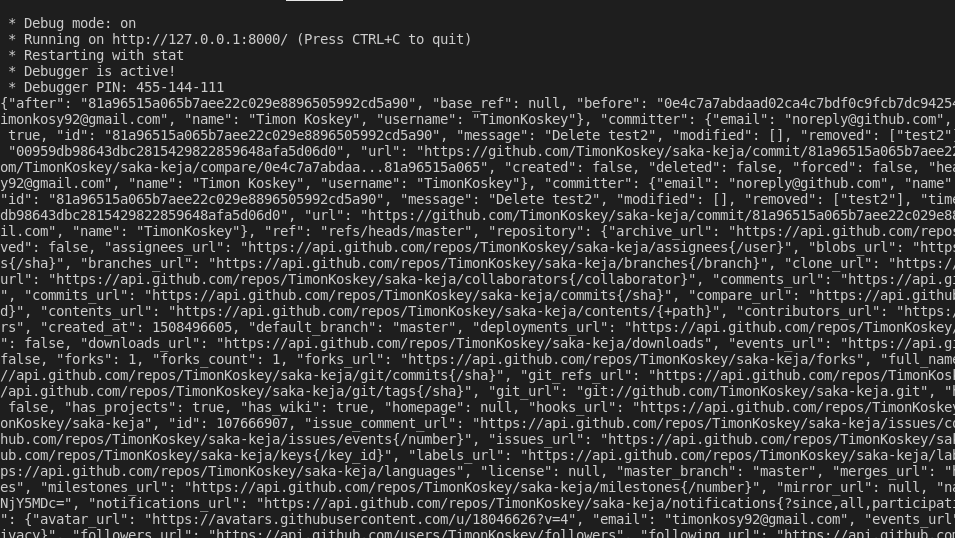 * Debug mode: on
* Running on http://127.0.0.1:8000/ (Press CTRL+C to quit)
* Restarting with stat
* Debugger is active!
* Debugger PIN: 455-144-111
{"after": "81a96515a065b7aee22c029e8896505992cd5a90", "base_ref": null, "before": "0e4c7a7abdaad02ca4c7bdf0c9fcb7dc94254
imonkosy92@gmail.com", "name": "Timon Koskey", "username": "TimonKoskey"}, "committer": {"email": "noreply@github.com",
true, "id": "81a96515a065b7aee22c029e8896505992cd5a90", "message": "Delete test2", "modified": [], "removed": ["test2"
"00959db98643dbc2815429822859648afa5d06d0", "url": "https://github.com/TimonKoskey/saka-keja/commit/81a96515a065b7aee22
om/TimonKoskey/saka-keja/compare/0e4c7a7abdaa...81a96515a065", "created": false, "deleted": false, "forced": false, "hea
y92@gmail.com", "name": "Timon Koskey", "username": "TimonKoskey"}, "committer": {"email": "noreply@github.com", "name"
"id": "81a96515a065b7aee22c029e8896505992cd5a90", "message": "Delete test2", "modified": [], "removed": ["test2"], "time
db98643dbc2815429822859648afa5d06d0", "url": "https://github.com/TimonKoskey/saka-keja/commit/81a96515a065b7aee22c029e88
il.com", "name": "TimonKoskey"}, "ref": "refs/heads/master", "repository": {"archive_url": "https://api.github.com/repos
ved": false, "assignees_url": "https://api.github.com/repos/TimonKoskey/saka-keja/assignees{/user}", "blobs_url": "https
s{/sha}", "branches_url": "https://api.github.com/repos/TimonKoskey/saka-keja/branches{/branch}", "clone_url": "https://
url": "https://api.github.com/repos/TimonKoskey/saka-keja/collaborators{/collaborator}", "comments_url": "https://api.gi
", "commits_url": "https://api.github.com/repos/TimonKoskey/saka-keja/commits{/sha}", "compare_url": "https://api.github
d}", "contents_url": "https://api.github.com/repos/TimonKoskey/saka-keja/contents/{+path}", "contributors_url": "https:/
rs", "created_at": 1508496605, "default_branch": "master", "deployments_url": "https://api.github.com/repos/TimonKoskey/
": false, "downloads_url": "https://api.github.com/repos/TimonKoskey/saka-keja/downloads", "events_url": "https://api.gi
false, "forks": 1, "forks_count": 1, "forks_url": "https://api.github.com/repos/TimonKoskey/saka-keja/forks", "full_name
//api.github.com/repos/TimonKoskey/saka-keja/git/commits{/sha}", "git_refs_url": "https://api.github.com/repos/TimonKosk
/api.github.com/repos/TimonKoskey/saka-keja/git/tags{/sha}", "git_url": "git://github.com/TimonKoskey/saka-keja.git", "h
false, "has_projects": true, "has_wiki": true, "homepage": null, "hooks_url": "https://api.github.com/repos/TimonKoskey
onKoskey/saka-keja", "id": 107666907, "issue_comment_url": "https://api.github.com/repos/TimonKoskey/saka-keja/issues/co
hub.com/repos/TimonKoskey/saka-keja/issues/events{/number}", "issues_url": "https://api.github.com/repos/TimonKoskey/sak
ub.com/repos/TimonKoskey/saka-keja/keys{/key_id}", "labels_url": "https://api.github.com/repos/TimonKoskey/saka-keja/lab
ps://api.github.com/repos/TimonKoskey/saka-keja/languages", "license": null, "master_branch": "master", "merges_url": "h
es", "milestones_url": "https://api.github.com/repos/TimonKoskey/saka-keja/milestones{/number}", "mirror_url": null, "na
NjY5MDc=", "notifications_url": "https://api.github.com/repos/TimonKoskey/saka-keja/notifications{?since,all,participati
": {"avatar_url": "https://avatars.githubusercontent.com/u/18046626?v=4", "email": "timonkosy92@gmail.com", "events_url"
ivacy}", "followers_url": "https://api.github.com/users/TimonKoskey/followers", "following_url": "https://api.github.com